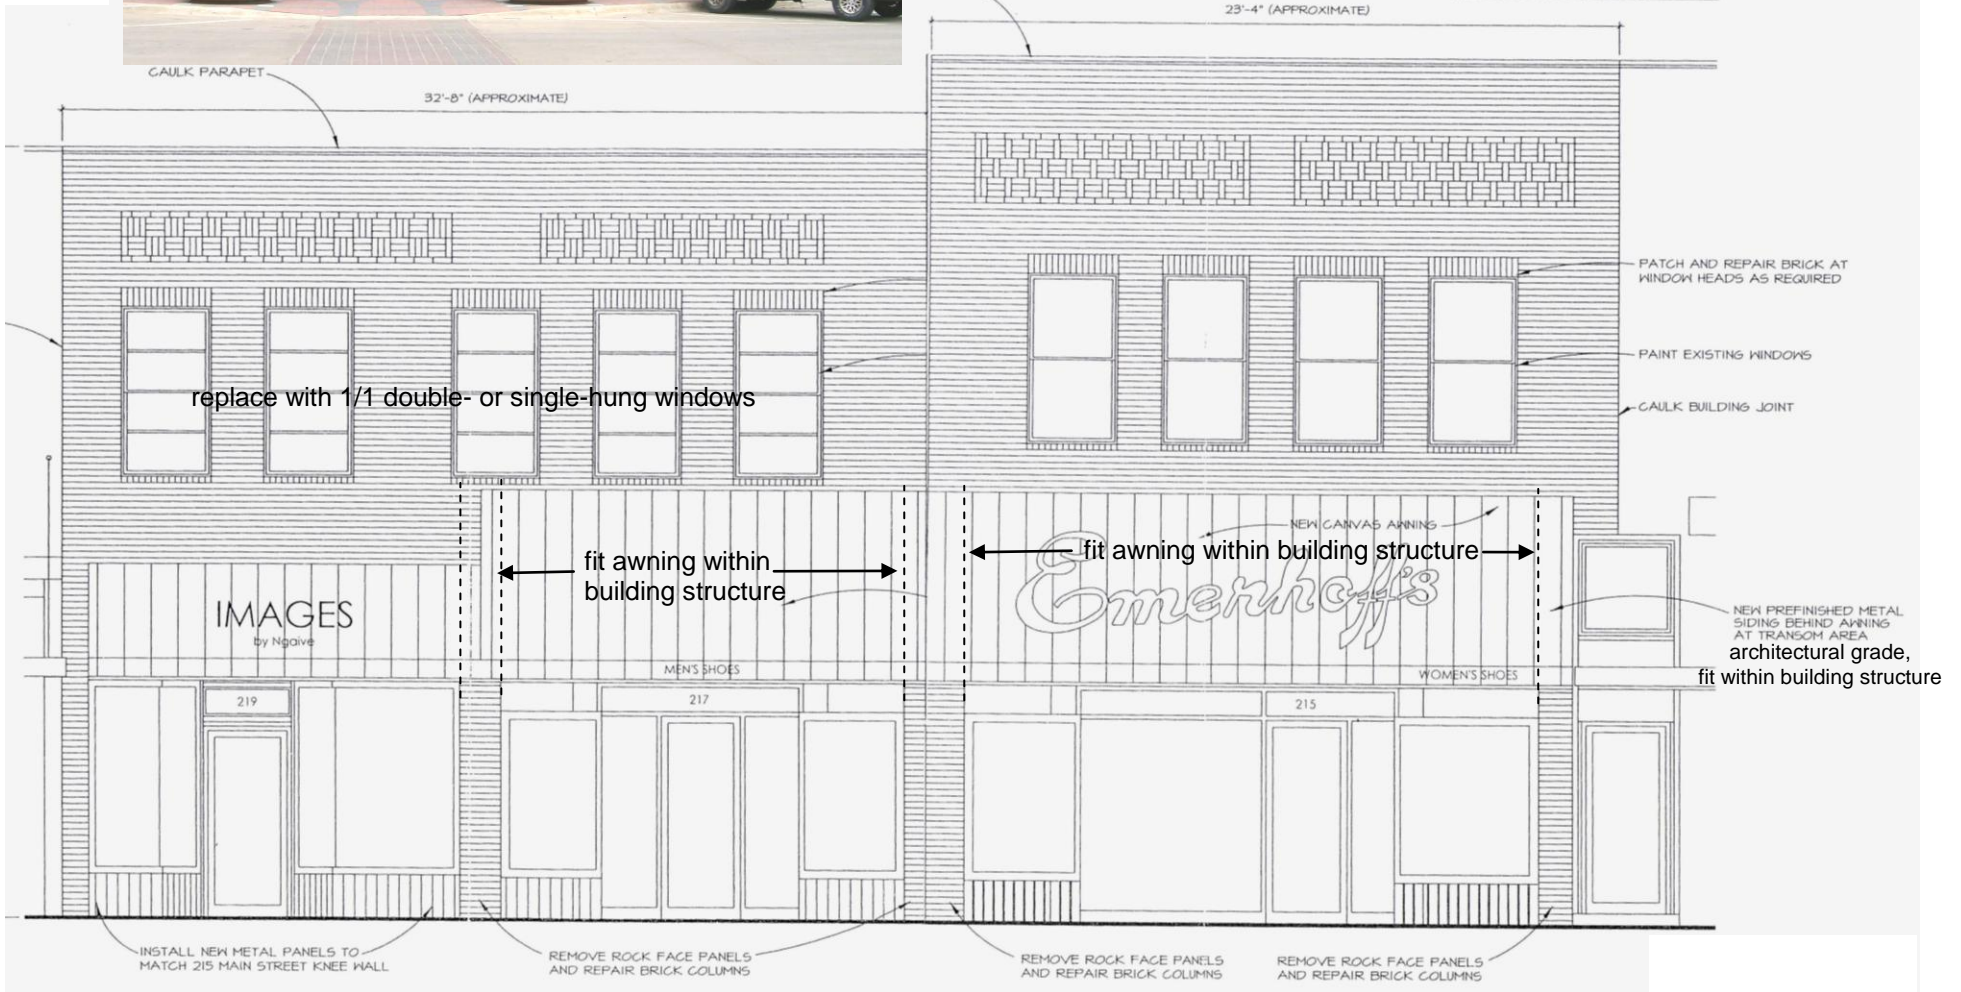 23'-4" (APPROXIMATE)
CAULK PARAPET
32'-8" (APPROXIMATE)
PATCH AND REPAIR BRICK AT
WINDOW HEADS AS REQUIRED
PAINT EXISTING WINDOWS
replace with 1/1 double- or single-hung windows
CAULK BUILDING JOINT
NEW CANVAS AWNING
fit awning within building structure
fit awning within
building structure
Emerhoff's
IMAGES
by Ngaive
NEW PREFINISHED METAL
SIDING BEHIND AWNING
AT TRANSOM AREA
architectural grade,
fit within building structure
MEN'S SHOES
WOMEN'S SHOES
219
217
215
INSTALL NEW METAL PANELS TO
MATCH 215 MAIN STREET KNEE WALL
REMOVE ROCK FACE PANELS
AND REPAIR BRICK COLUMNS
REMOVE ROCK FACE PANELS
AND REPAIR BRICK COLUMNS
REMOVE ROCK FACE PANELS
AND REPAIR BRICK COLUMNS